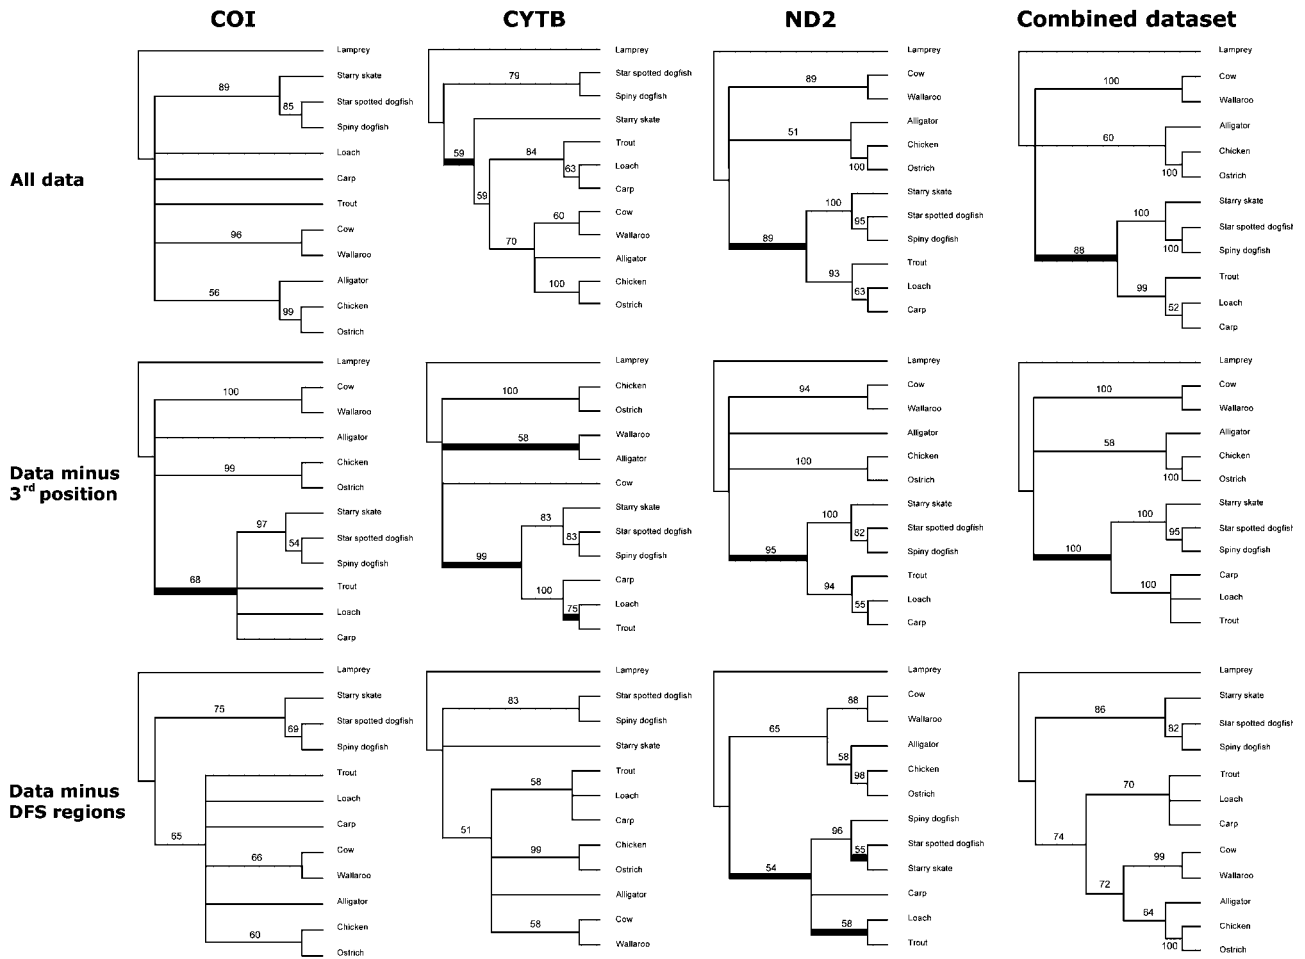 COI
CYTB
ND2
Combined dataset
All data
Lamprey
89
Starry skate
85
Star spotted dogfish
Spiny dogfish
Loach
Carp
Trout
96
Cow
Wallaroo
56
Alligator
99
Chicken
Ostrich
Lamprey
79
Star spotted dogfish
Spiny dogfish
59
Starry skate
59
84
Trout
63
Loach
Carp
70
60
Cow
Wallaroo
Alligator
100
Chicken
Ostrich
Lamprey
89
Cow
Wallaroo
51
Alligator
Chicken
100
Ostrich
89
100
Starry skate
95
Star spotted dogfish
Spiny dogfish
93
Trout
63
Loach
Carp
Lamprey
100
Cow
Wallaroo
60
Alligator
Chicken
100
Ostrich
88
100
Starry skate
Star spotted dogfish
100
Spiny dogfish
99
Trout
52
Loach
Carp
Data minus
3rd position
Lamprey
100
Cow
Wallaroo
Alligator
99
Chicken
Ostrich
68
97
Starry skate
54
Star spotted dogfish
Spiny dogfish
Trout
Loach
Carp
Lamprey
100
Chicken
Ostrich
58
Wallaroo
Alligator
Cow
99
83
Starry skate
83
Star spotted dogfish
Spiny dogfish
100
Carp
75
Loach
Trout
Lamprey
94
Cow
Wallaroo
Alligator
100
Chicken
Ostrich
95
100
Starry skate
82
Star spotted dogfish
Spiny dogfish
94
Trout
55
Loach
Carp
Lamprey
100
Cow
Wallaroo
58
Alligator
Chicken
100
Ostrich
100
100
Starry skate
95
Star spotted dogfish
Spiny dogfish
100
Carp
Loach
Trout
Data minus
DFS regions
Lamprey
75
Starry skate
69
Star spotted dogfish
Spiny dogfish
65
Trout
Loach
Carp
66
Cow
Wallaroo
Alligator
60
Chicken
Ostrich
Lamprey
83
Star spotted dogfish
Spiny dogfish
Starry skate
51
58
Trout
Loach
Carp
99
Chicken
Ostrich
Alligator
58
Cow
Wallaroo
Lamprey
65
88
Cow
Wallaroo
58
Alligator
98
Chicken
Ostrich
54
96
Spiny dogfish
55
Star spotted dogfish
Starry skate
Carp
58
Loach
Trout
Lamprey
86
Starry skate
82
Star spotted dogfish
Spiny dogfish
74
70
Trout
Loach
Carp
72
99
Cow
Wallaroo
64
Alligator
Chicken
100
Ostrich